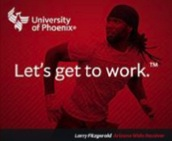 University
of Phoenix®
Let's get to work.™
Larry Fitzgerald